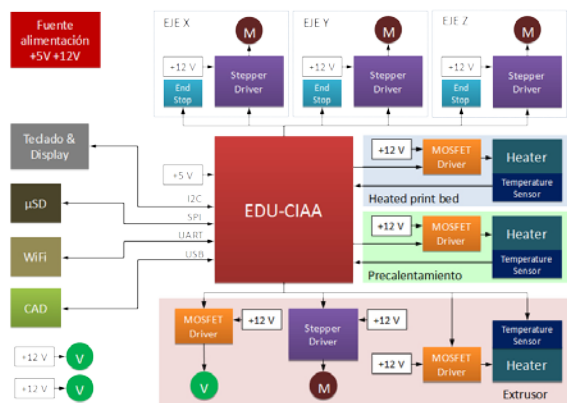 Fuente
alimentación
+5V +12V
EJE X
M
+12 V
Stepper
Driver
End
Stop
EJE Y
M
+12 V
Stepper
Driver
End
Stop
EJE Z
M
+12 V
Stepper
Driver
End
Stop
Teclado &
Display
µSD
WiFi
CAD
+5 V
I2C
SPI
UART
USB
EDU-CIAA
+12 V
MOSFET
Driver
Heater
Temperature
Sensor
Heated print bed
+12 V
MOSFET
Driver
Heater
Temperature
Sensor
Precalentamiento
MOSFET
Driver
+12 V
V
Stepper
Driver
+12 V
M
+12 V
MOSFET
Driver
Temperature
Sensor
Heater
Extrusor
+12 V
V
+12 V
V